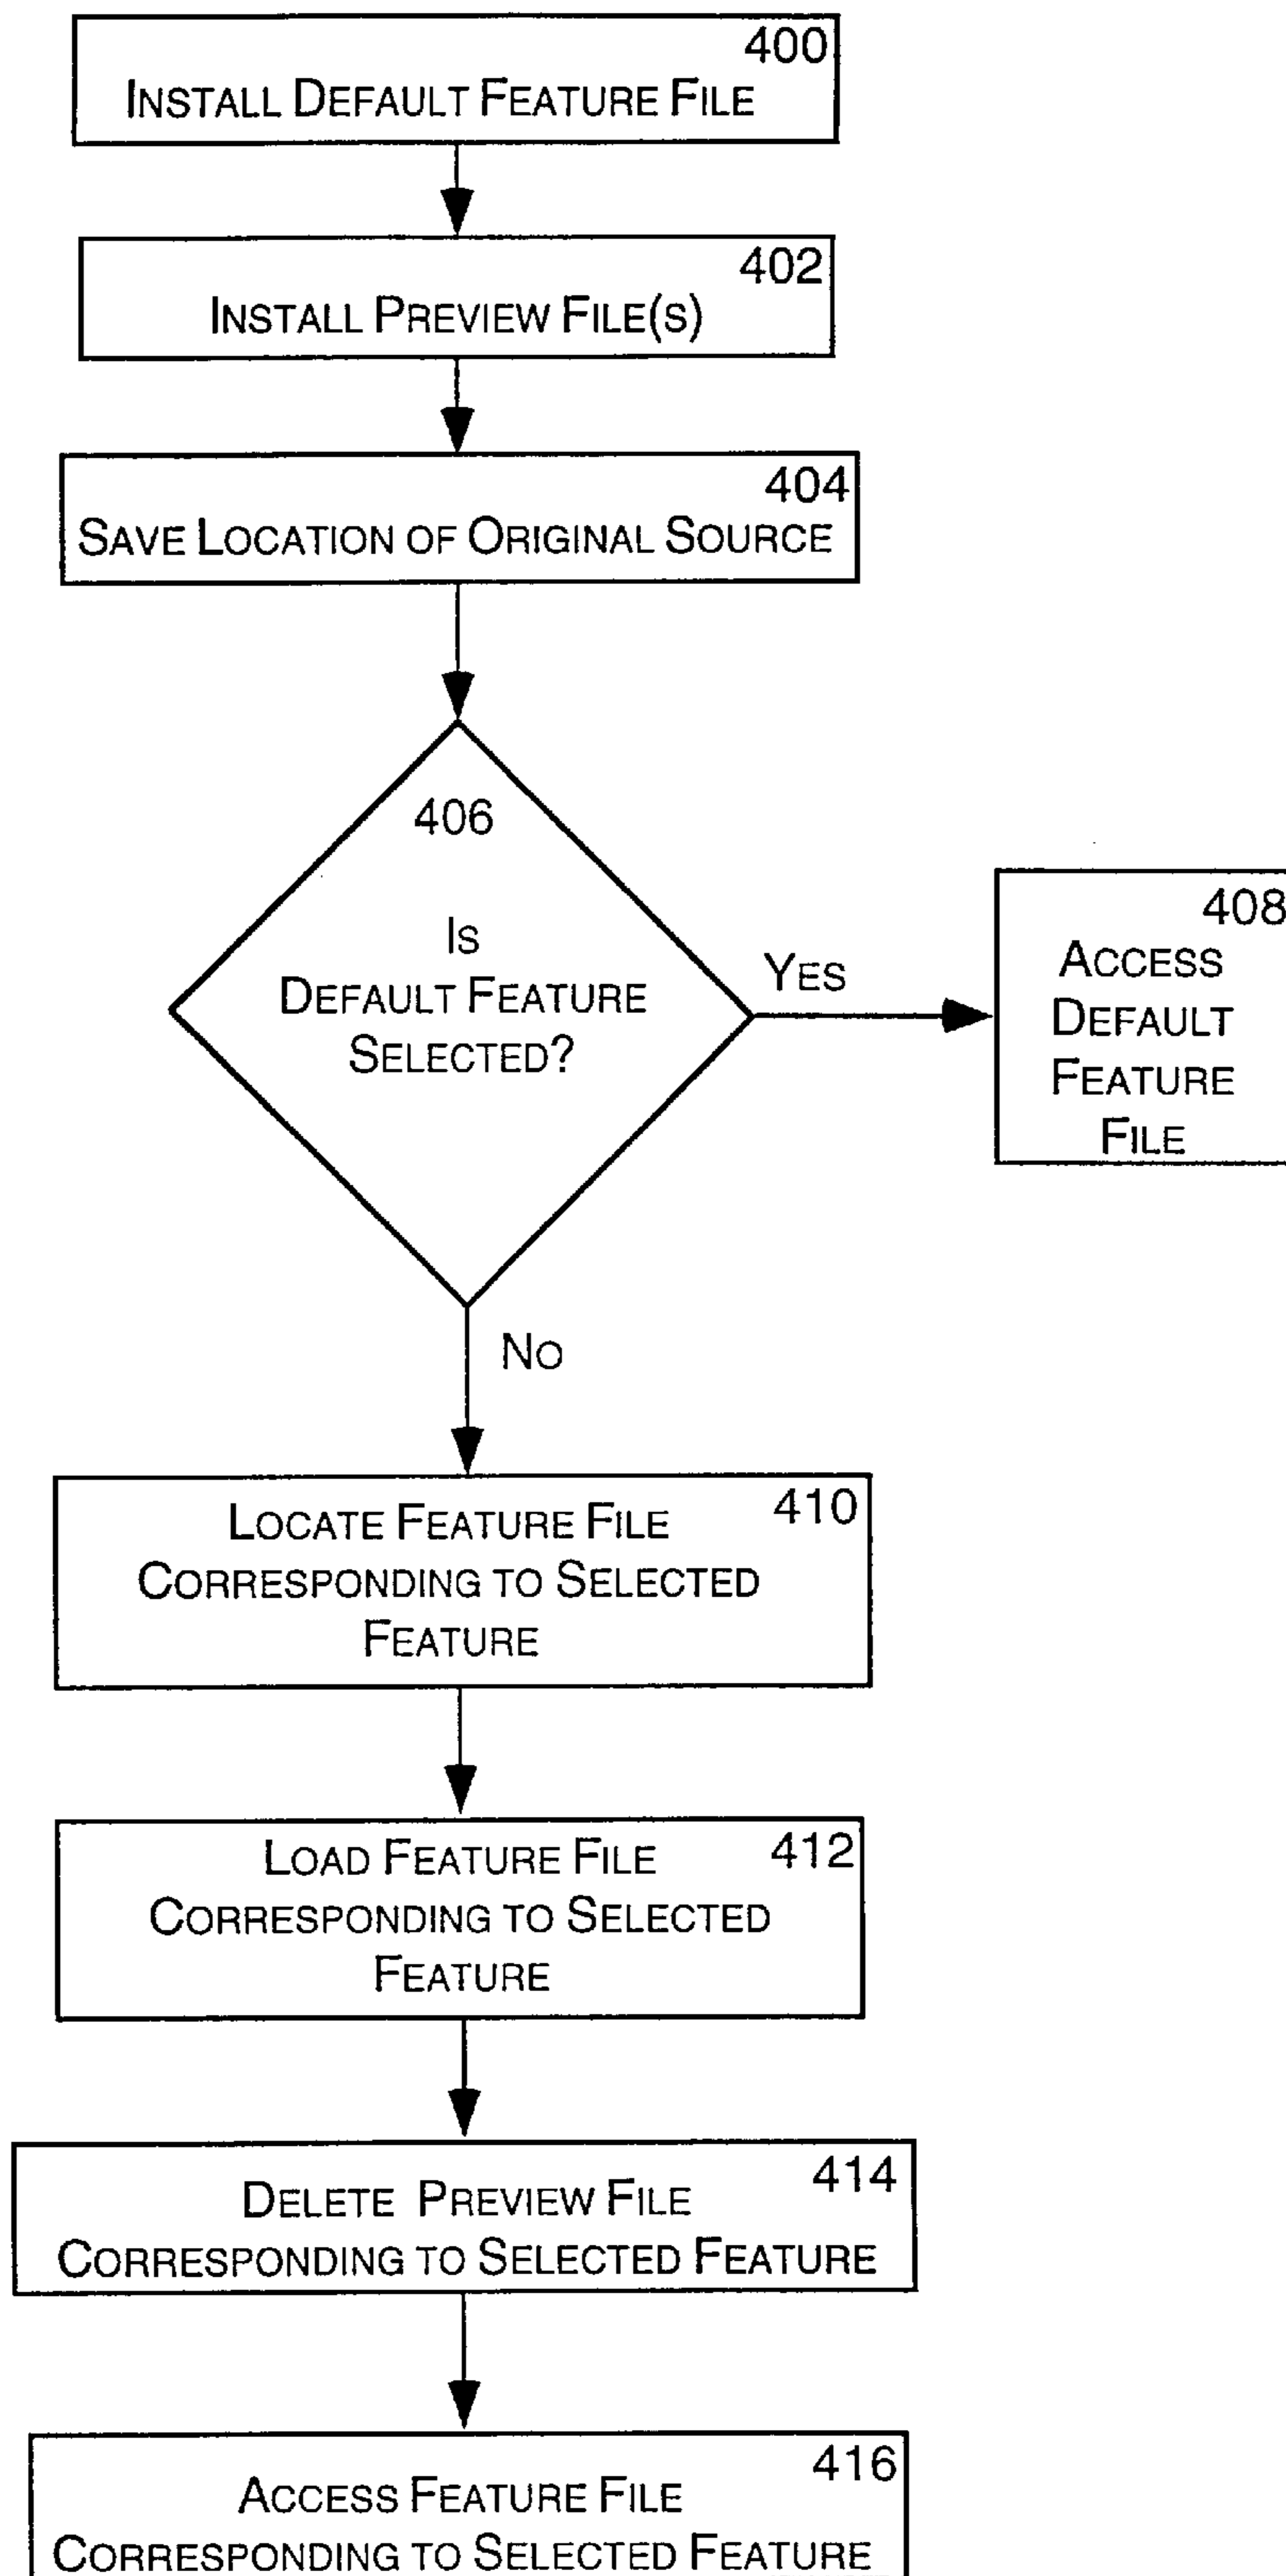 400
INSTALL DEFAULT FEATURE FILE
402
INSTALL PREVIEW FILE(S)
404
SAVE LOCATION OF ORIGINAL SOURCE
406
IS
DEFAULT FEATURE
SELECTED?
YES
408
ACCESS
DEFAULT
FEATURE
FILE
NO
410
LOCATE FEATURE FILE
CORRESPONDING TO SELECTED
FEATURE
412
LOAD FEATURE FILE
CORRESPONDING TO SELECTED
FEATURE
414
DELETE PREVIEW FILE
CORRESPONDING TO SELECTED FEATURE
416
ACCESS FEATURE FILE
CORRESPONDING TO SELECTED FEATURE